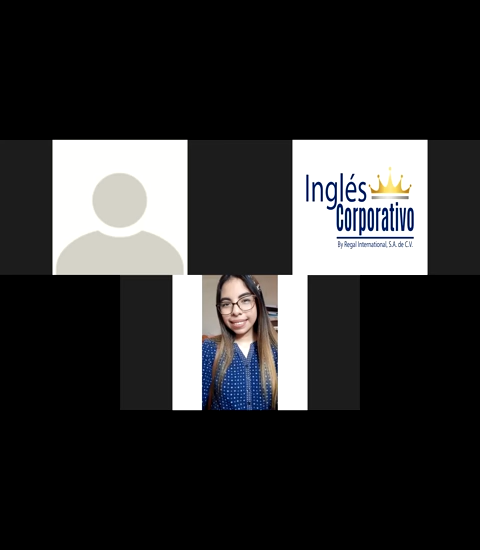 Inglés
Corporativo
By Regal International, S.A. de C.V.